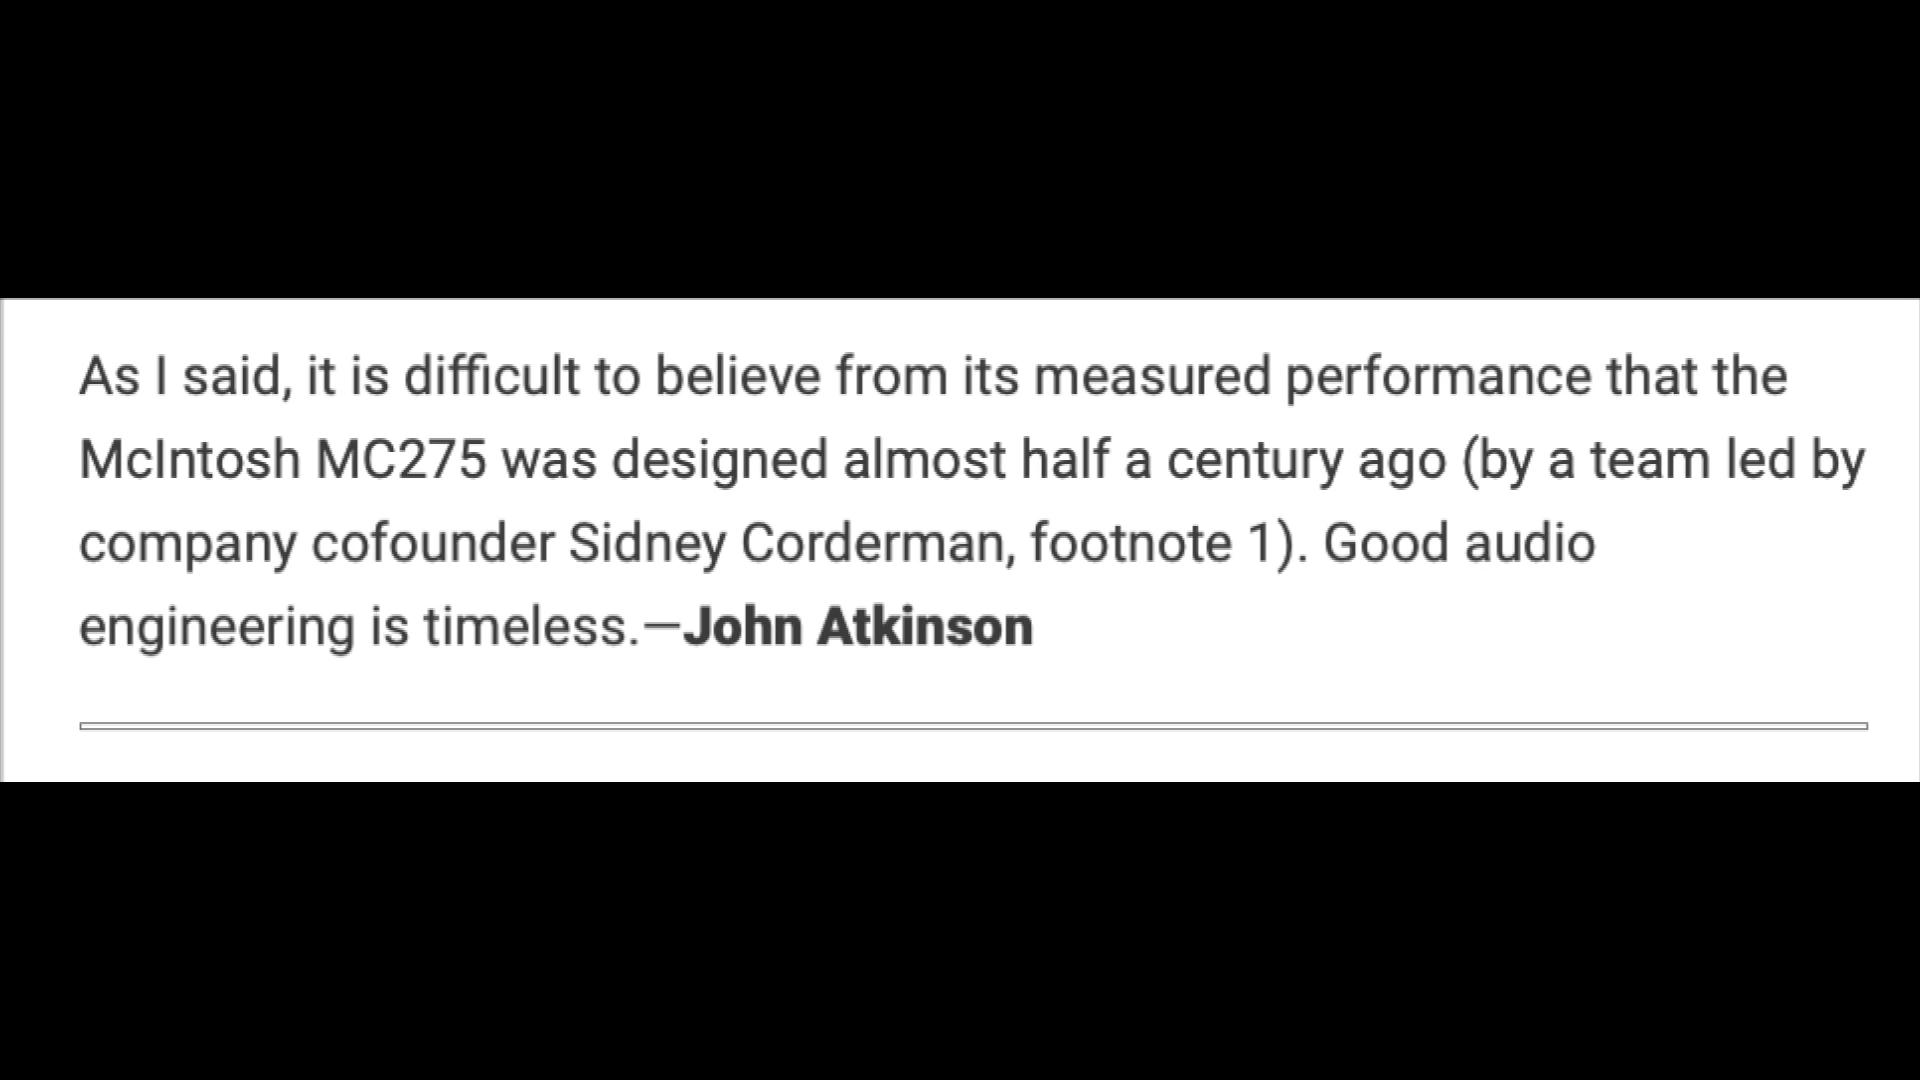 As I said, it is difficult to believe from its measured performance that the
McIntosh MC275 was designed almost half a century ago (by a team led by
company cofounder Sidney Corderman, footnote 1). Good audio
engineering is timeless.—John Atkinson